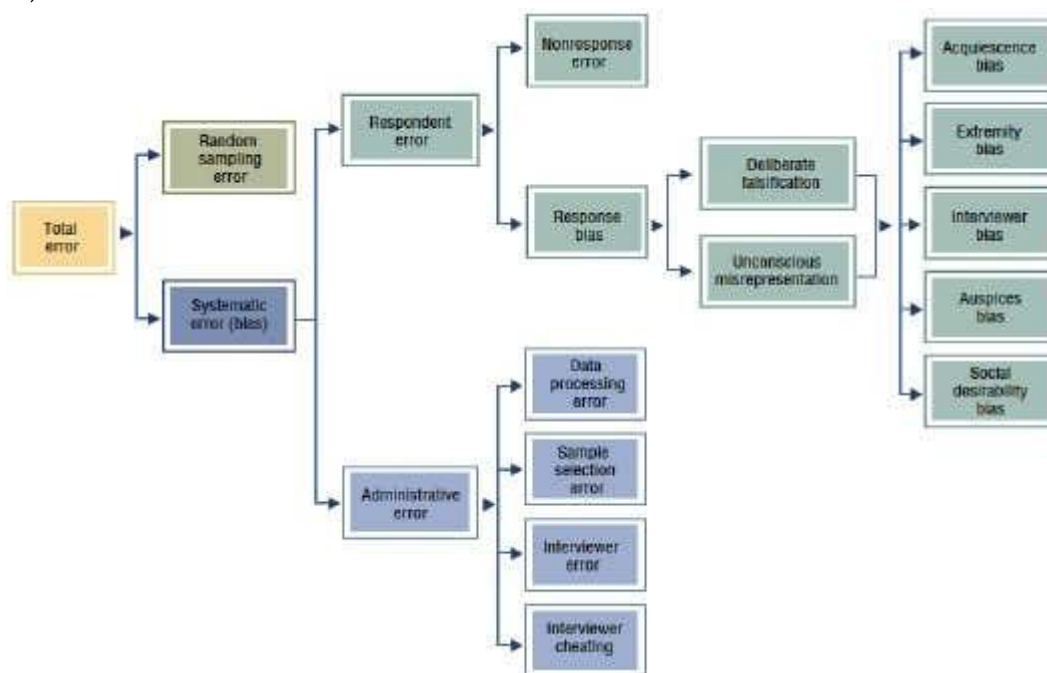 Total
error
Random
sampling
error
Systematic
error (bias)
Respondent
error
Administrative
error
Nonresponse
error
Response
bias
Data
processing
error
Sample
selection
error
Interviewer
error
Interviewer
cheating
Deliberate
falsification
Unconscious
misrepresentation
Acquiescence
bias
Extremity
bias
Interviewer
bias
Auspices
bias
Social
desirability
bias